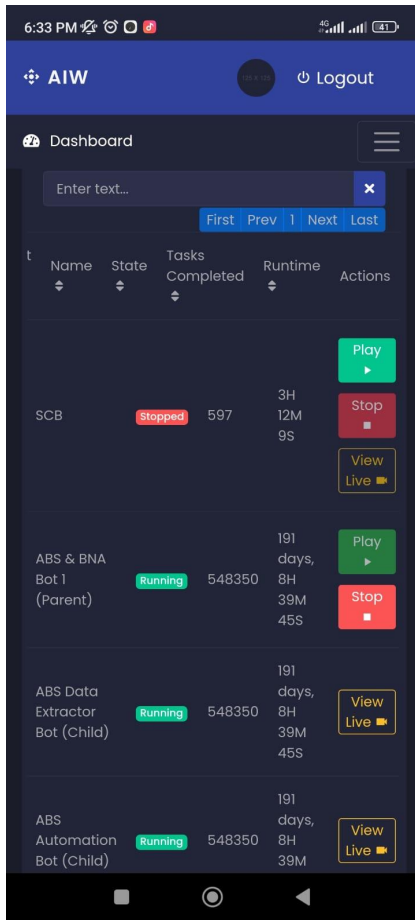 6:33 PM
4G
41
AIW
Logout
Dashboard
Enter text...
First Prev 1 Next Last
t
Name
State
Tasks
Completed
Runtime
Actions
SCB
Stopped
597
3H
12M
9S
Play
Stop
View
Live
ABS & BNA
Bot 1
(Parent)
Running
548350
191
days,
8H
39M
45S
Play
Stop
ABS Data
Extractor
Bot (Child)
Running
548350
191
days,
8H
39M
45S
View
Live
ABS
Automation
Bot (Child)
Running
548350
191
days,
8H
39M
View
Live